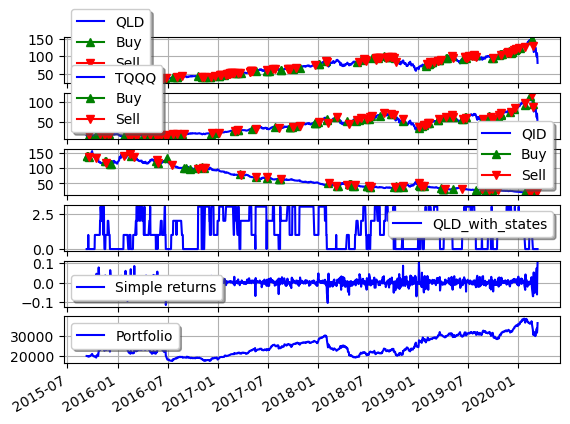 QLD
Buy
Sell
150
100
50
TQQQ
Buy
Sell
100
50
QID
Buy
Sell
150
100
50
QLD_with_states
2.5
0.0
Simple returns
0.1
0.0
−0.1
Portfolio
30000
20000
2015-07 2016-01 2016-07 2017-01 2017-07 2018-01 2018-07 2019-01 2019-07 2020-01